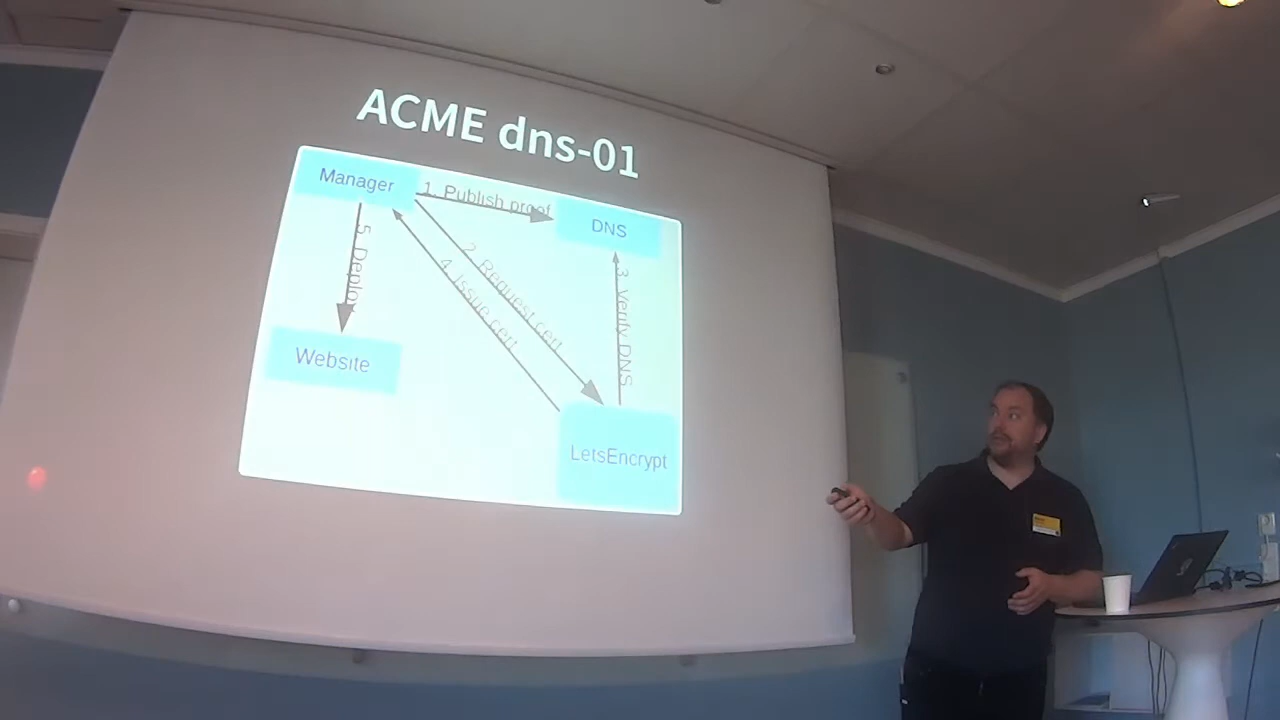 ACME dns-01
Manager
1. Publish proof
DNS
5. Deploy
2. Request cert
4. Issue cert
3. Verify DNS
Website
LetsEncrypt